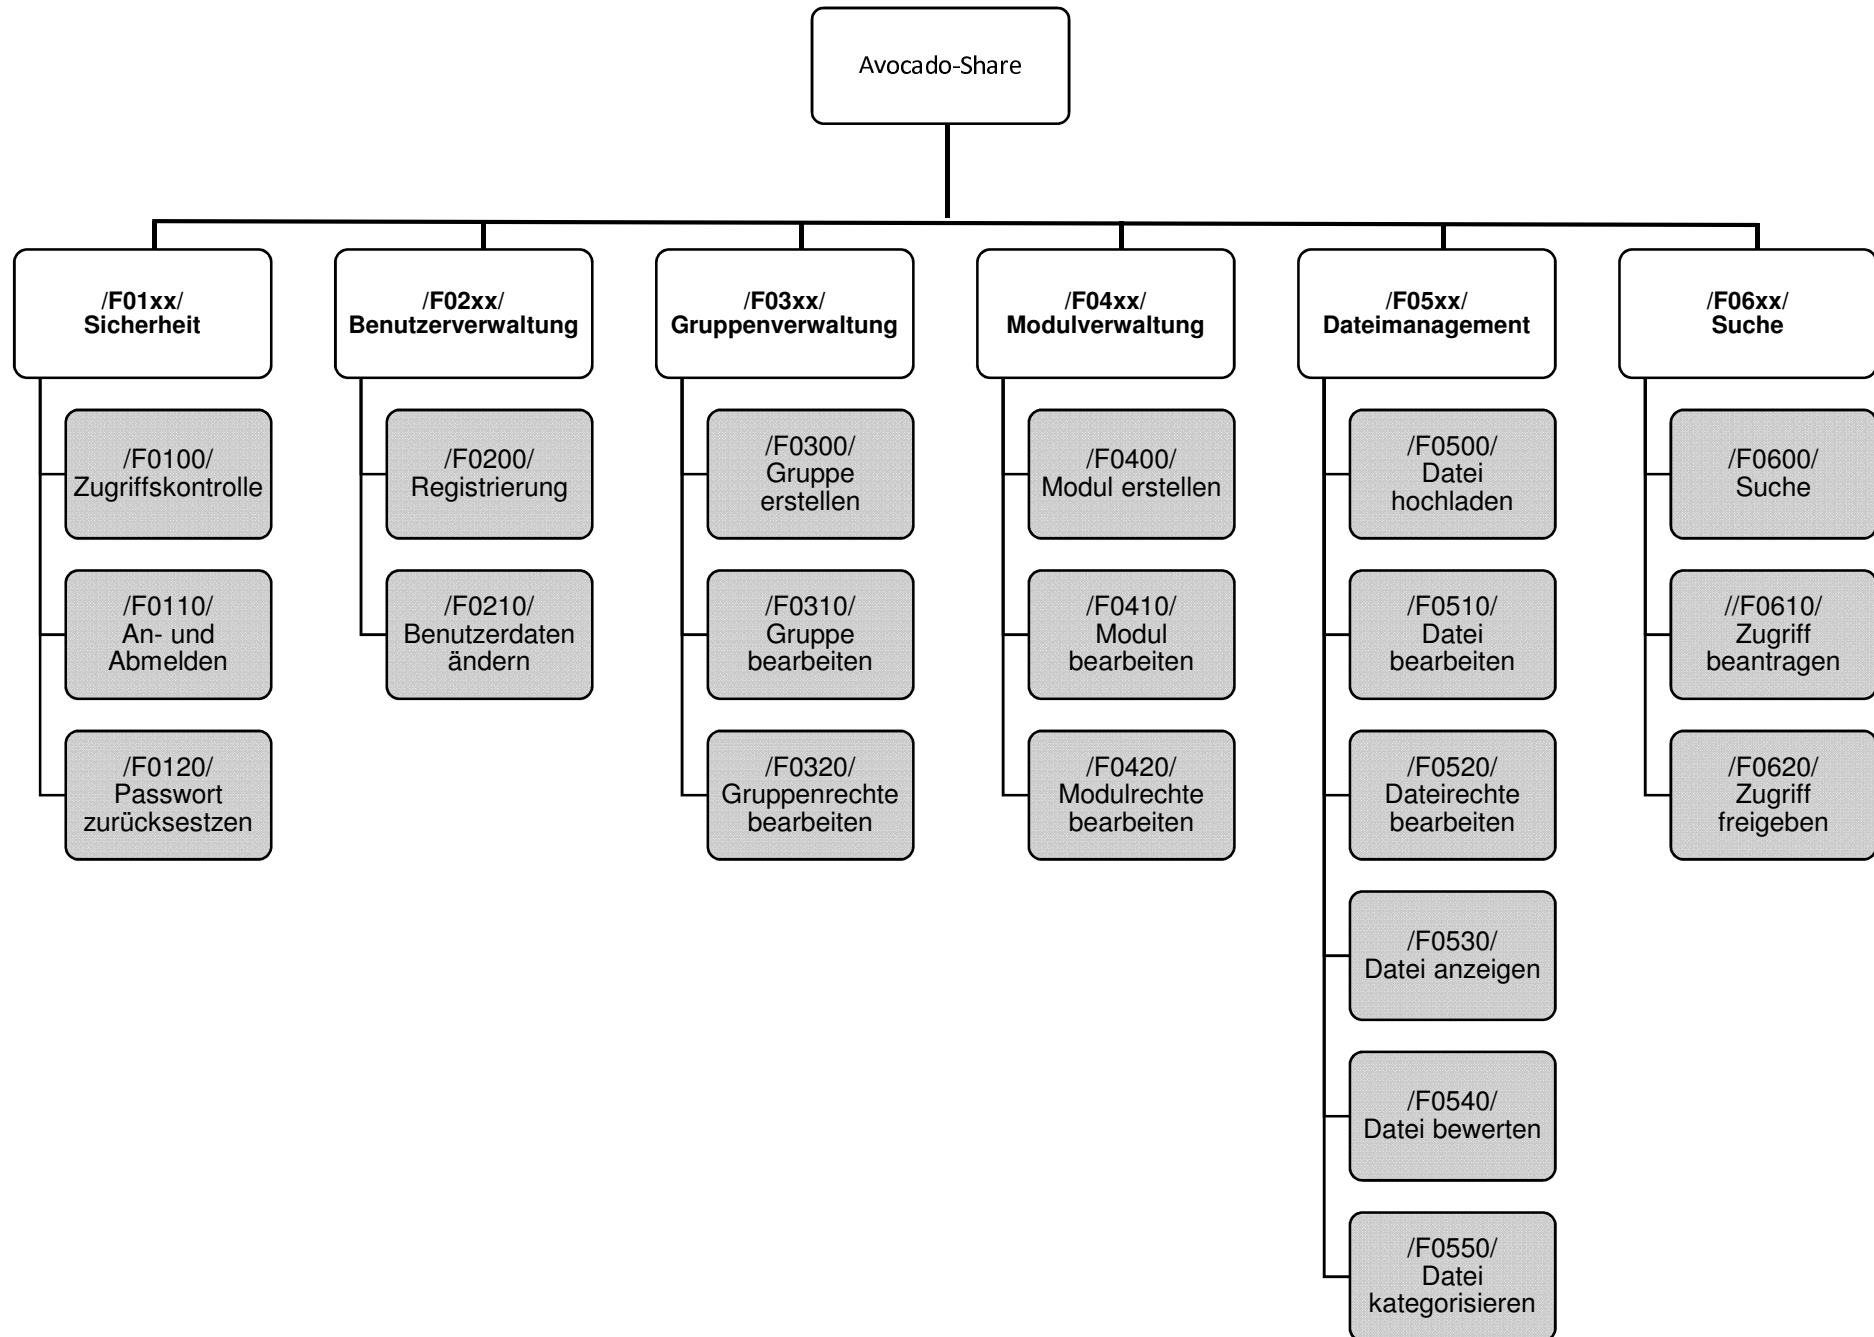 Avocado-Share
/F01xx/
Sicherheit
/F02xx/
Benutzerverwaltung
/F03xx/
Gruppenverwaltung
/F04xx/
Modulverwaltung
/F05xx/
Dateimanagement
/F06xx/
Suche
/F0100/
Zugriffskontrolle
/F0110/
An- und
Abmelden
/F0120/
Passwort
zurücksestzen
/F0200/
Registrierung
/F0210/
Benutzerdaten
ändern
/F0300/
Gruppe
erstellen
/F0310/
Gruppe
bearbeiten
/F0320/
Gruppenrechte
bearbeiten
/F0400/
Modul erstellen
/F0410/
Modul
bearbeiten
/F0420/
Modulrechte
bearbeiten
/F0500/
Datei
hochladen
/F0510/
Datei
bearbeiten
/F0520/
Dateirechte
bearbeiten
/F0530/
Datei anzeigen
/F0540/
Datei bewerten
/F0550/
Datei
kategorisieren
/F0600/
Suche
//F0610/
Zugriff
beantragen
/F0620/
Zugriff
freigeben